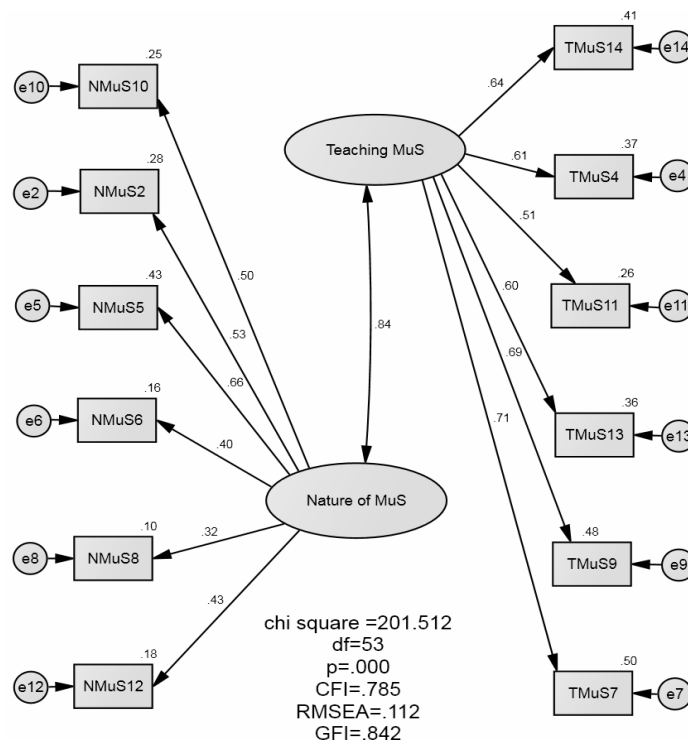 .41
e14
TMuS14
.25
e10
NMuS10
.64
Teaching MuS
.37
.61
TMuS4
e4
.28
e2
NMuS2
.51
.26
TMuS11
e11
.50
.60
.43
e5
NMuS5
.84
.53
.69
.66
.36
TMuS13
e13
.71
.16
e6
NMuS6
.40
Nature of MuS
.48
TMuS9
e9
.10
.32
e8
NMuS8
.43
chi square =201.512
df=53
p=.000
CFI=.785
RMSEA=.112
GFI=.842
.18
e12
NMuS12
.50
TMuS7
e7